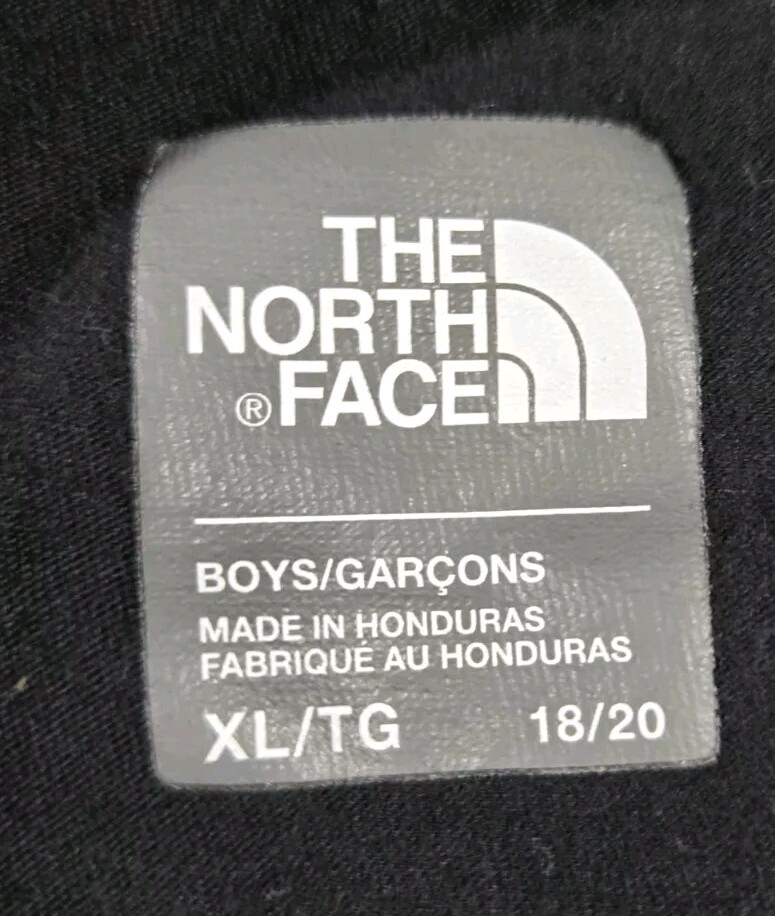 THE
NORTH
®FACE
BOYS/GARÇONS
MADE IN HONDURAS
FABRIQUÉ AU HONDURAS
XL/TG 18/20